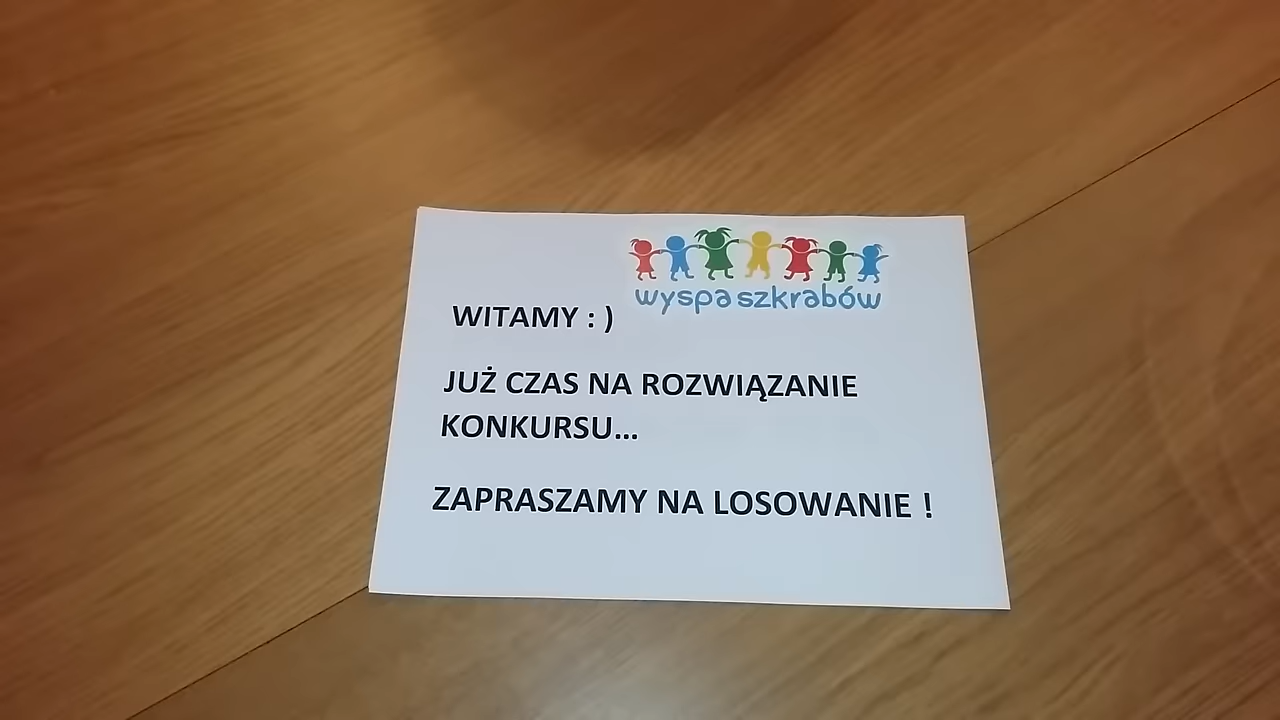 wyspa szkrabów
WITAMY : )
JUŻ CZAS NA ROZWIĄZANIE
KONKURSU...
ZAPRASZAMY NA LOSOWANIE !